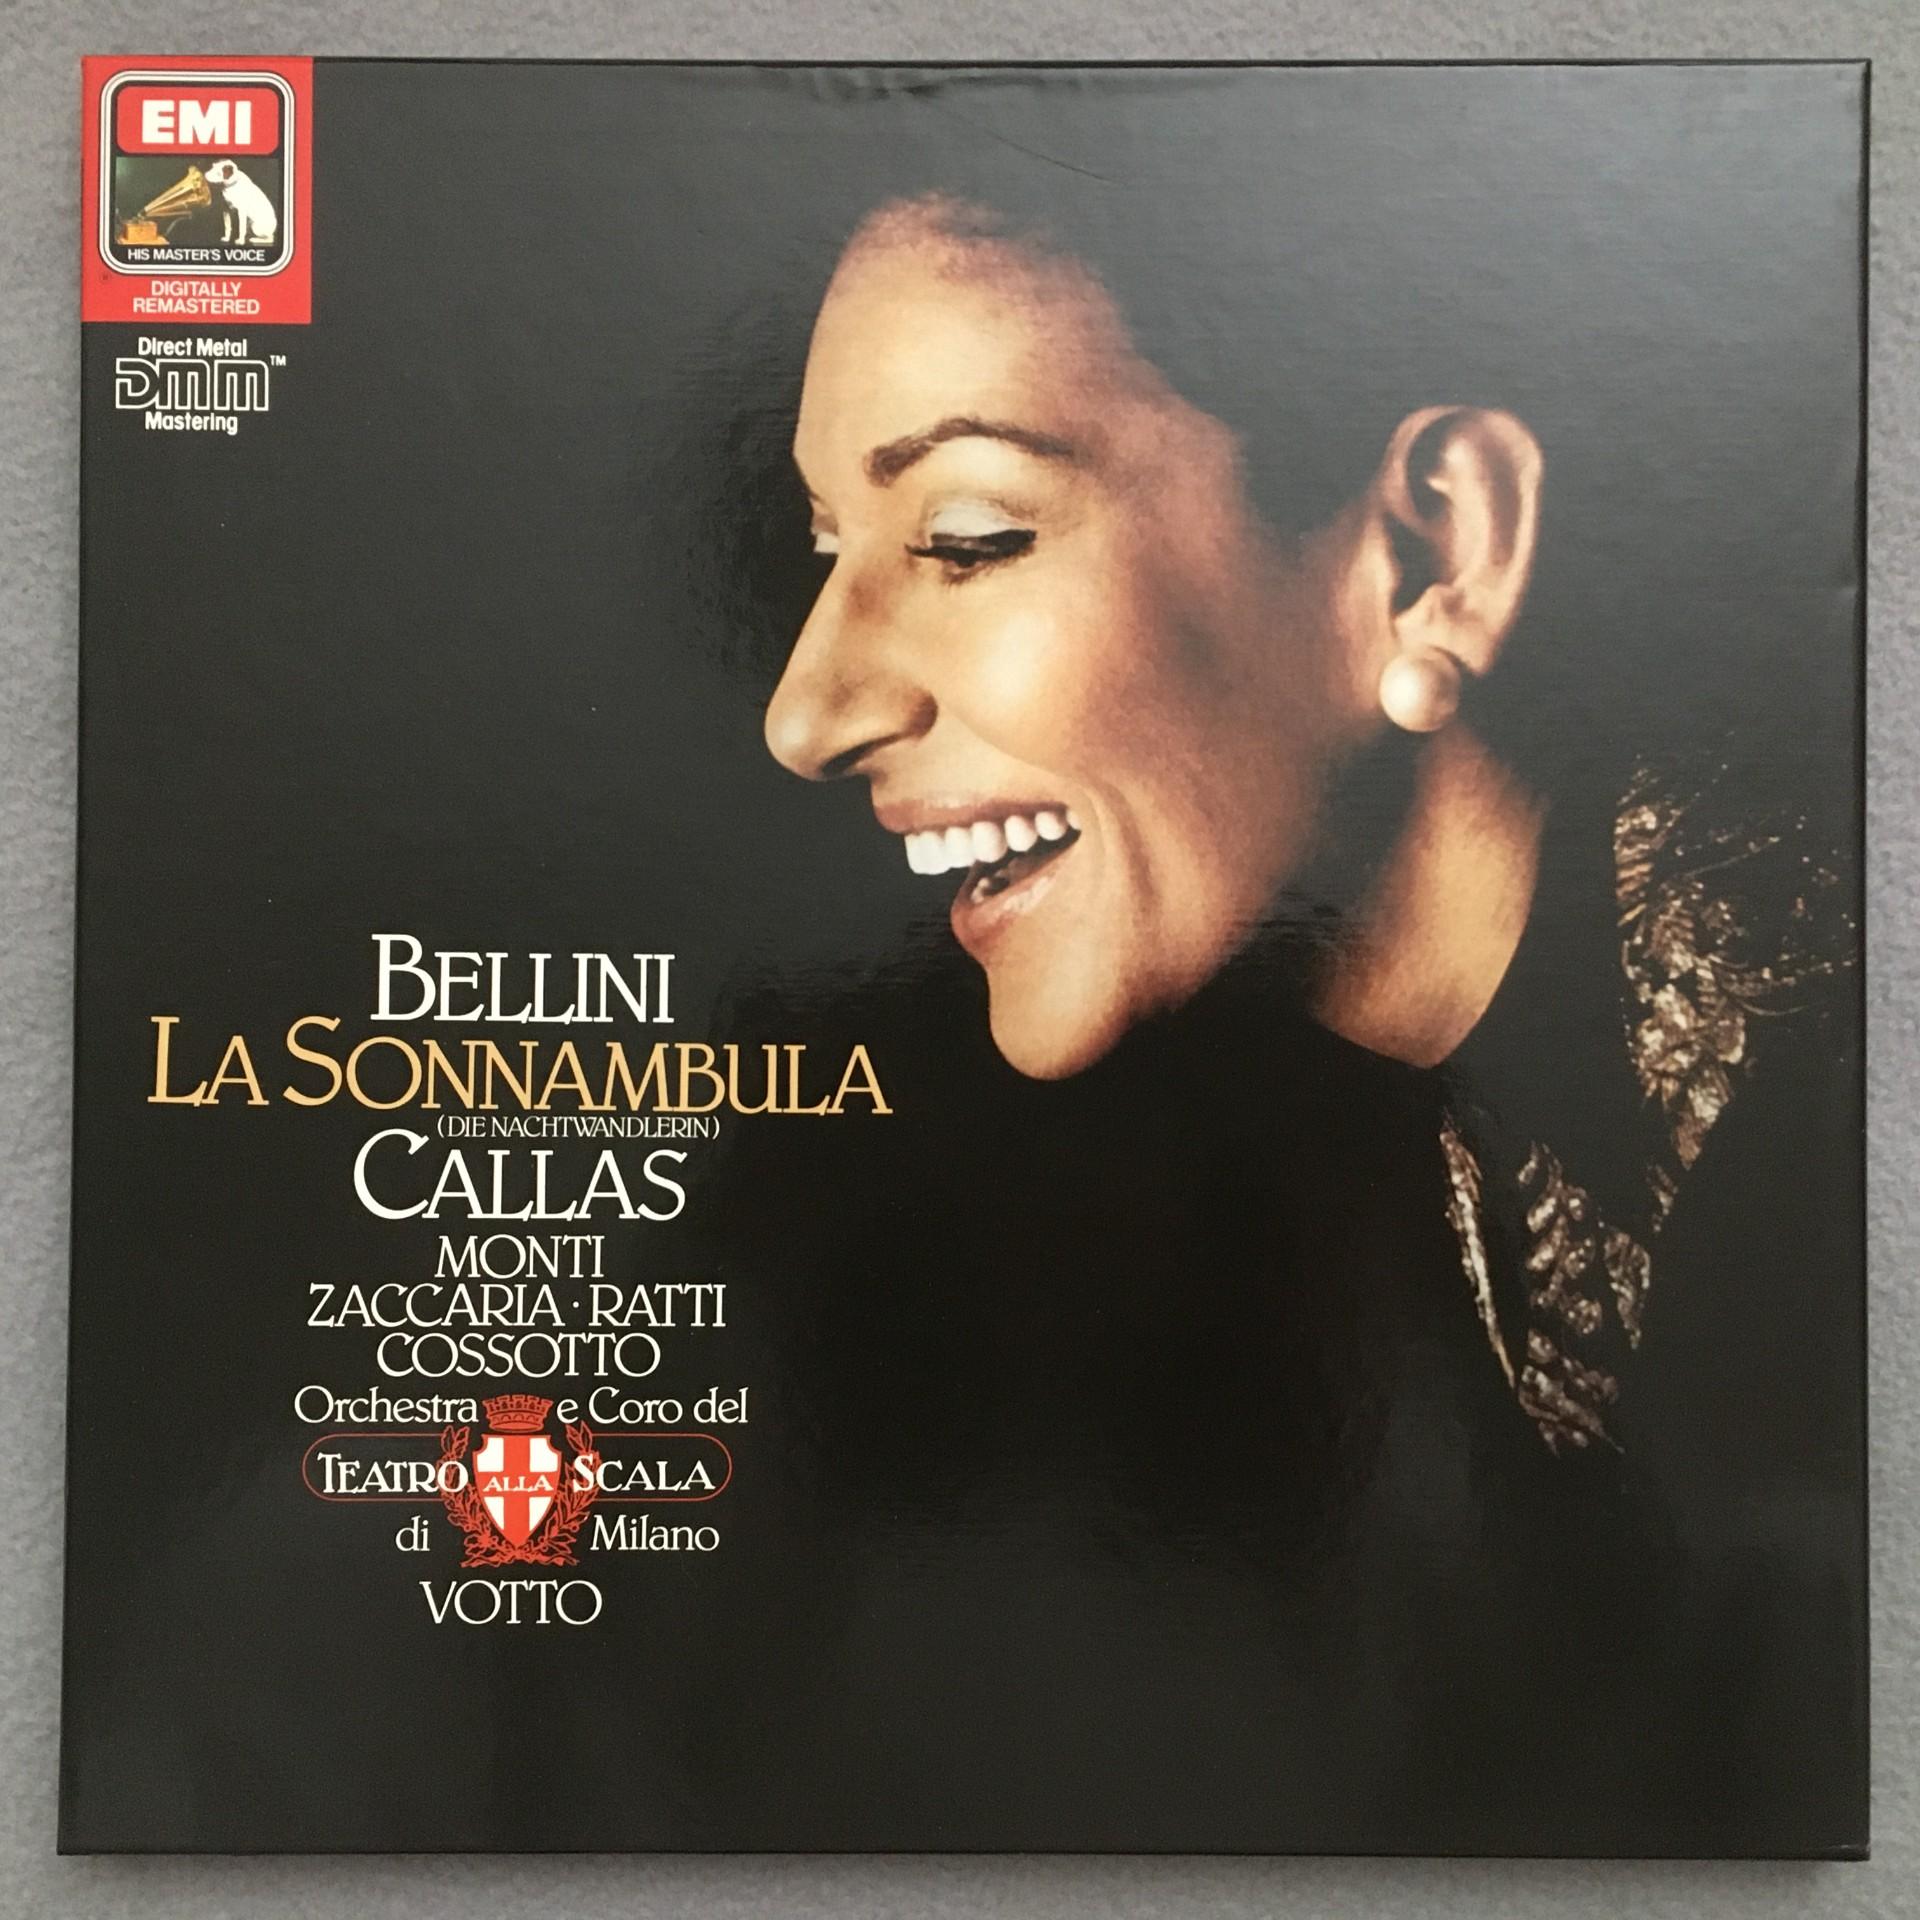 EMI
HIS MASTER'S VOICE
DIGITALLY
REMASTERED
Direct Metal
DMM™
Mastering
BELLINI
LA SONNAMBULA
(DIE NACHTWANDLERIN)
CALLAS
MONTI
ZACCARIA · RATTI
COSSOTTO
Orchestra e Coro del
TEATRO ALLA SCALA
di Milano
VOTTO